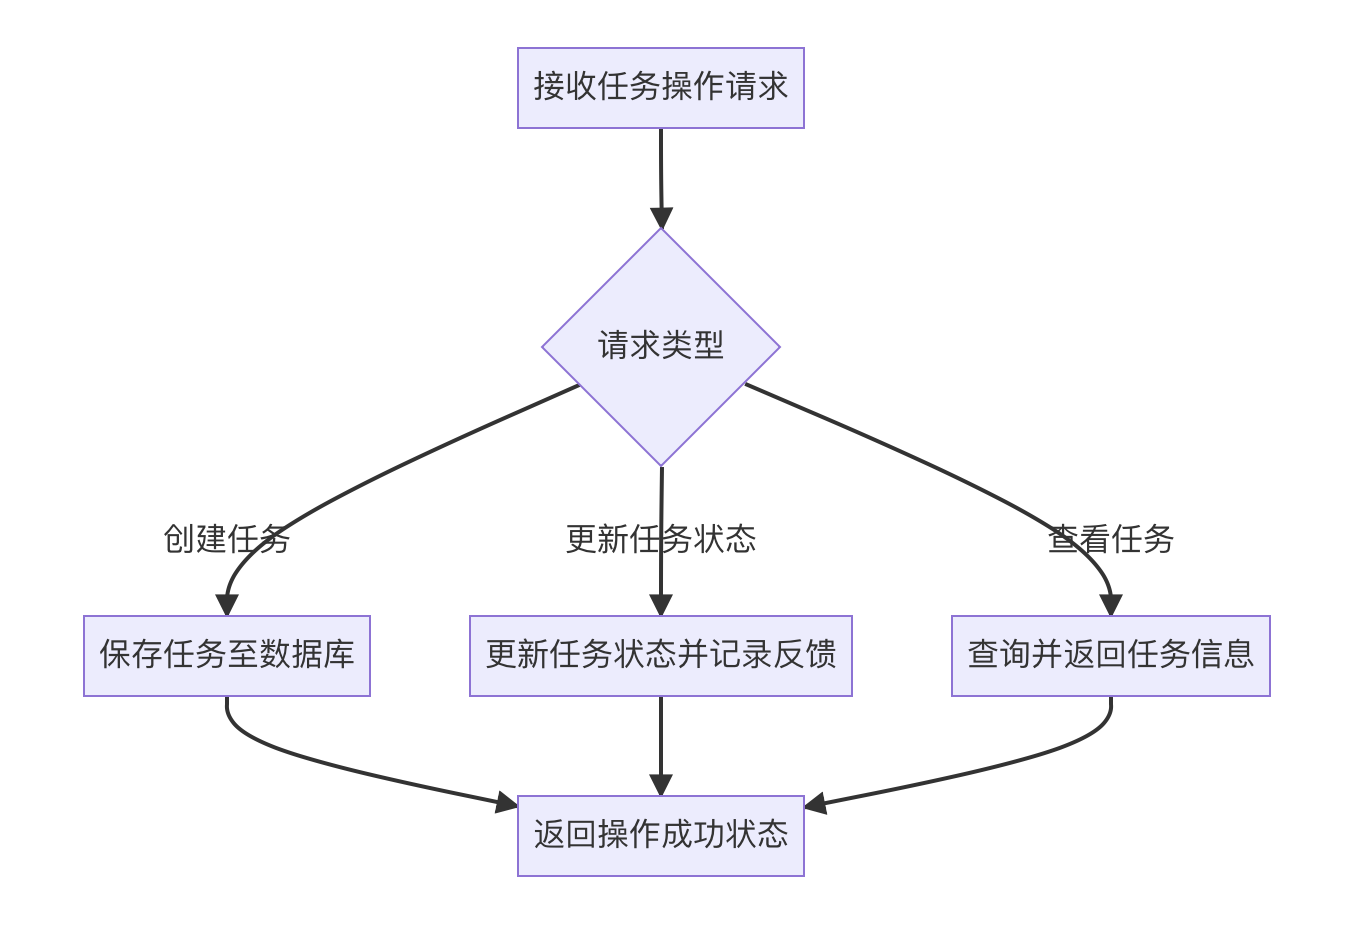 接收任务操作请求
请求类型
创建任务
更新任务状态
查看任务
保存任务至数据库
更新任务状态并记录反馈
查询并返回任务信息
返回操作成功状态